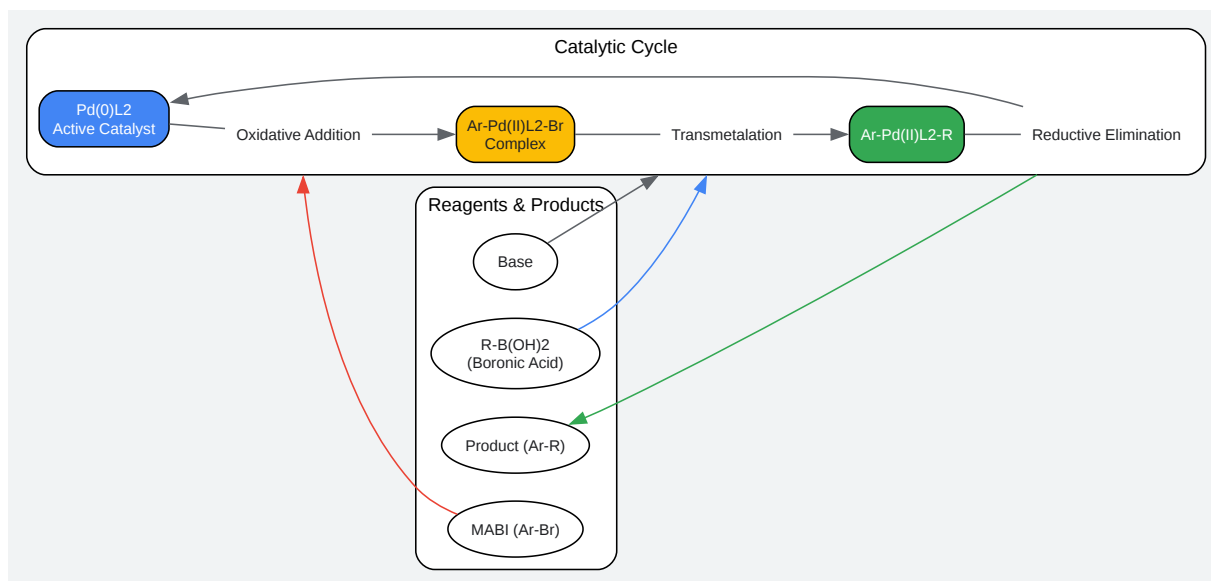 Catalytic Cycle
Pd(0)L2
Active Catalyst
Oxidative Addition
Ar-Pd(II)L2-Br
Complex
Transmetalation
Ar-Pd(II)L2-R
Reductive Elimination
Reagents & Products
Base
R-B(OH)2
(Boronic Acid)
Product (Ar-R)
MABI (Ar-Br)